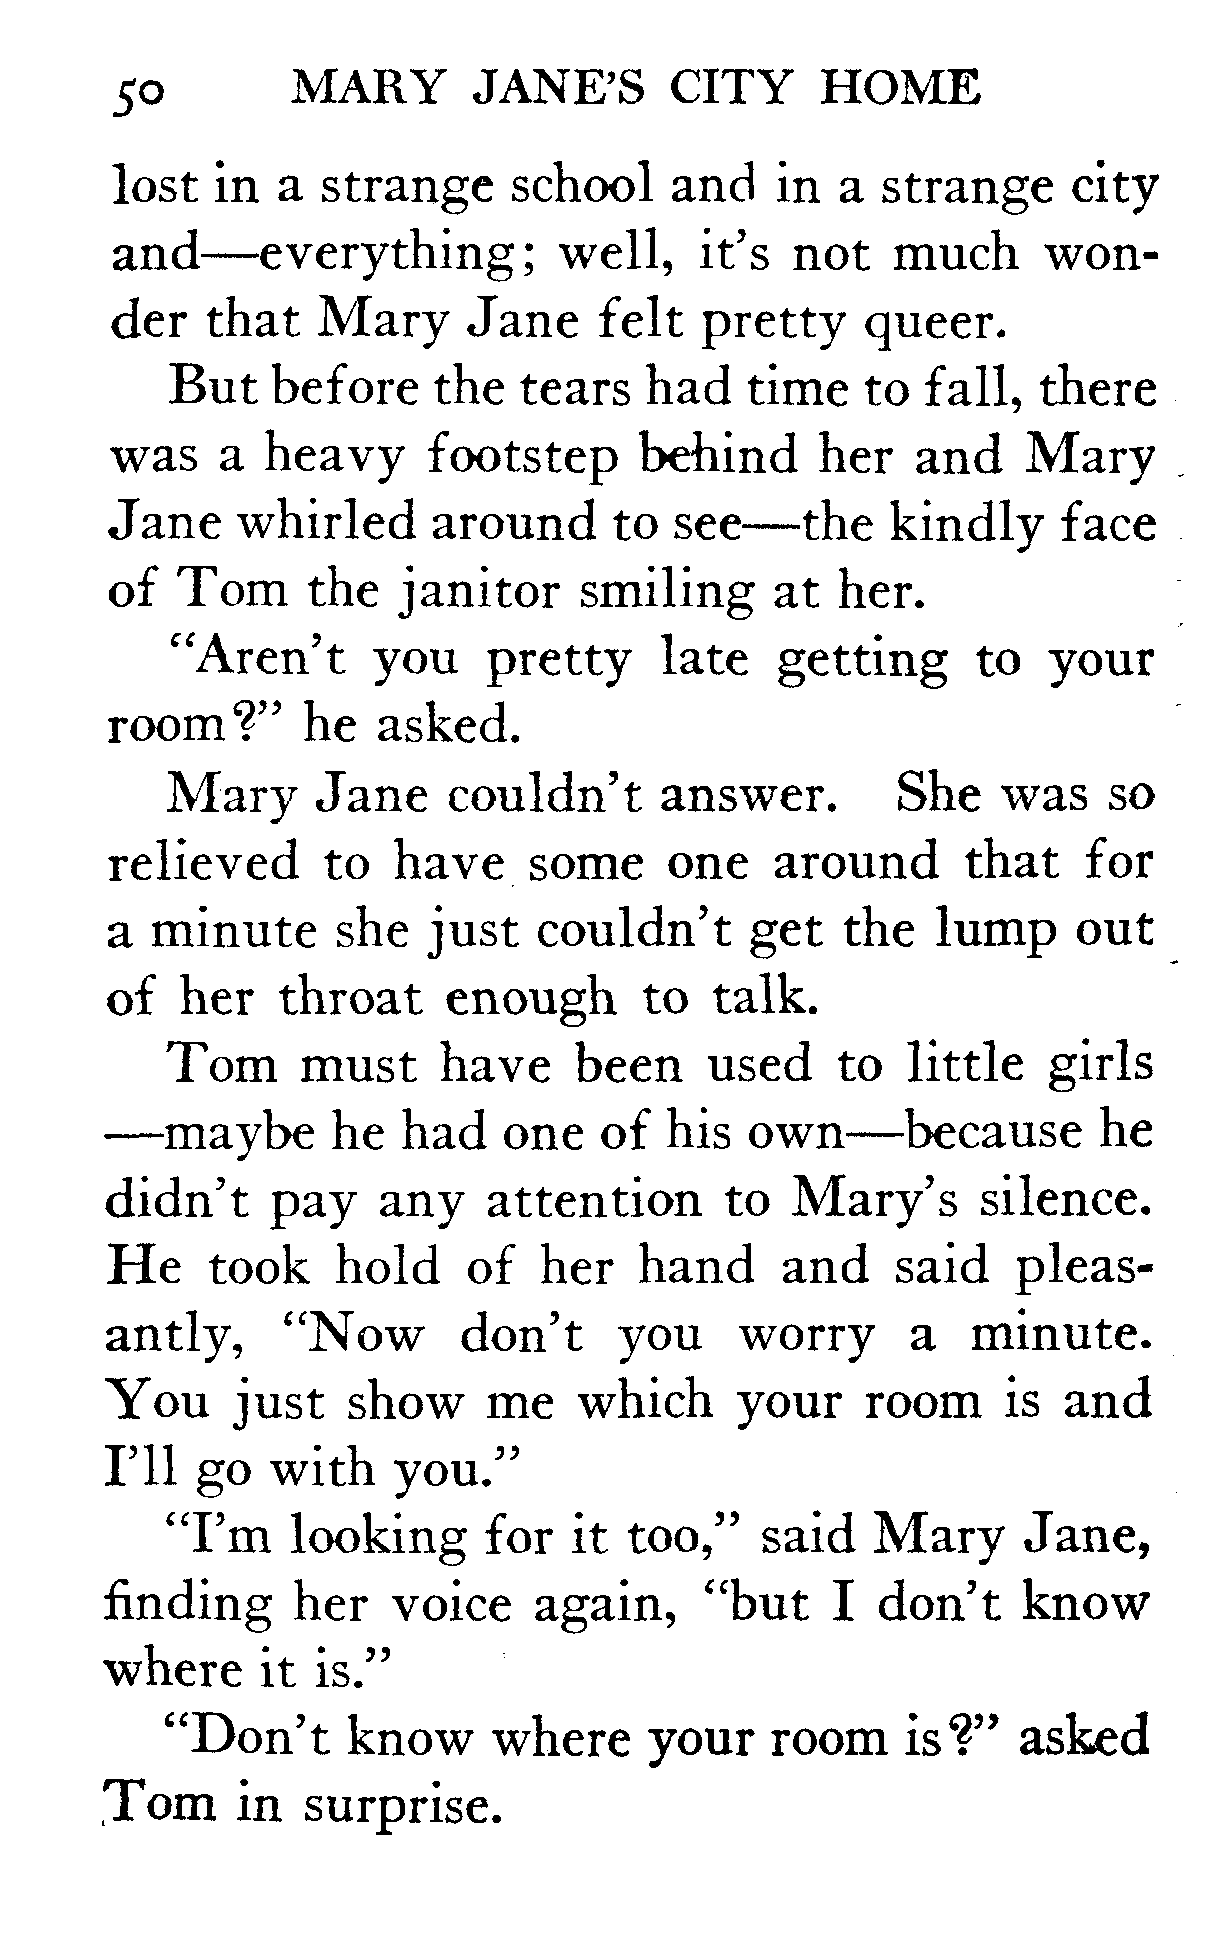 50 MARY JANE'S CITY HOME
lost in a strange school and in a strange city
and—everything; well, it's not much won-
der that Mary Jane felt pretty queer.
But before the tears had time to fall, there
was a heavy footstep behind her and Mary
Jane whirled around to see—the kindly face
of Tom the janitor smiling at her.
“Aren't you pretty late getting to your
room?” he asked.
Mary Jane couldn't answer. She was so
relieved to have some one around that for
a minute she just couldn't get the lump out
of her throat enough to talk.
Tom must have been used to little girls
—maybe he had one of his own—because he
didn't pay any attention to Mary's silence.
He took hold of her hand and said pleas-
antly, “Now don't you worry a minute.
You just show me which your room is and
I'll go with you.”
“I'm looking for it too,” said Mary Jane,
finding her voice again, “but I don't know
where it is.”
“Don't know where your room is?” asked
Tom in surprise.